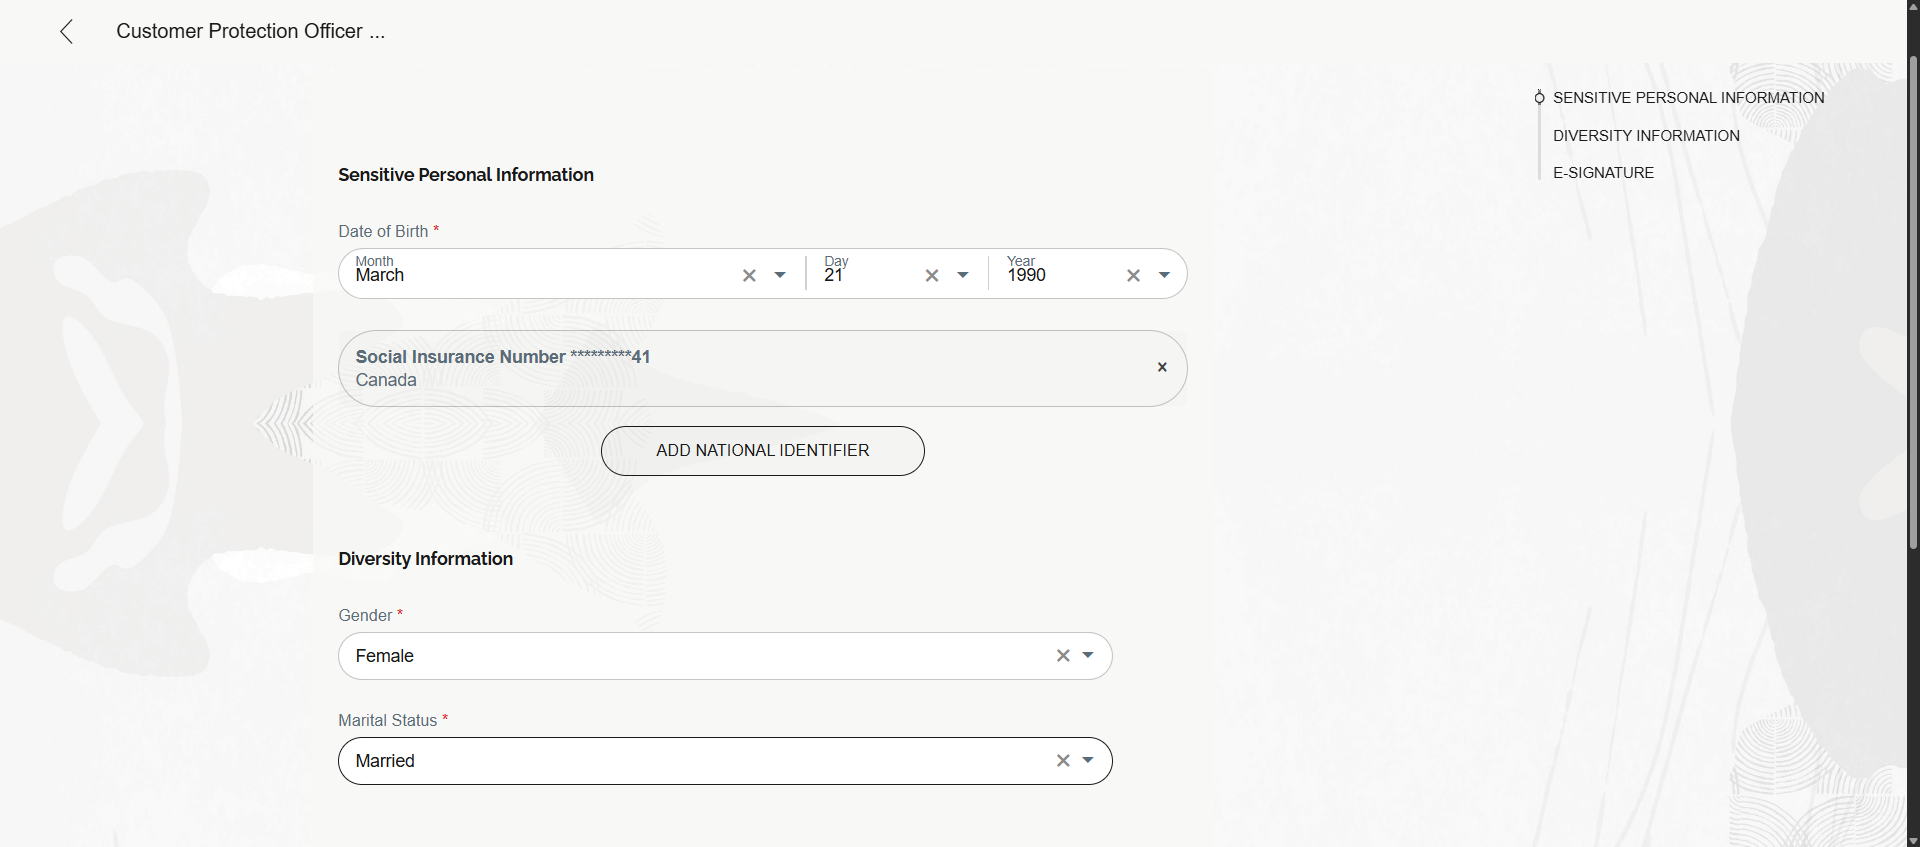 Customer Protection Officer ...
SENSITIVE PERSONAL INFORMATION
DIVERSITY INFORMATION
E-SIGNATURE
Sensitive Personal Information
Date of Birth *
Month
March
Day
21
Year
1990
Social Insurance Number *********41
Canada
ADD NATIONAL IDENTIFIER
Diversity Information
Gender *
Female
Marital Status *
Married